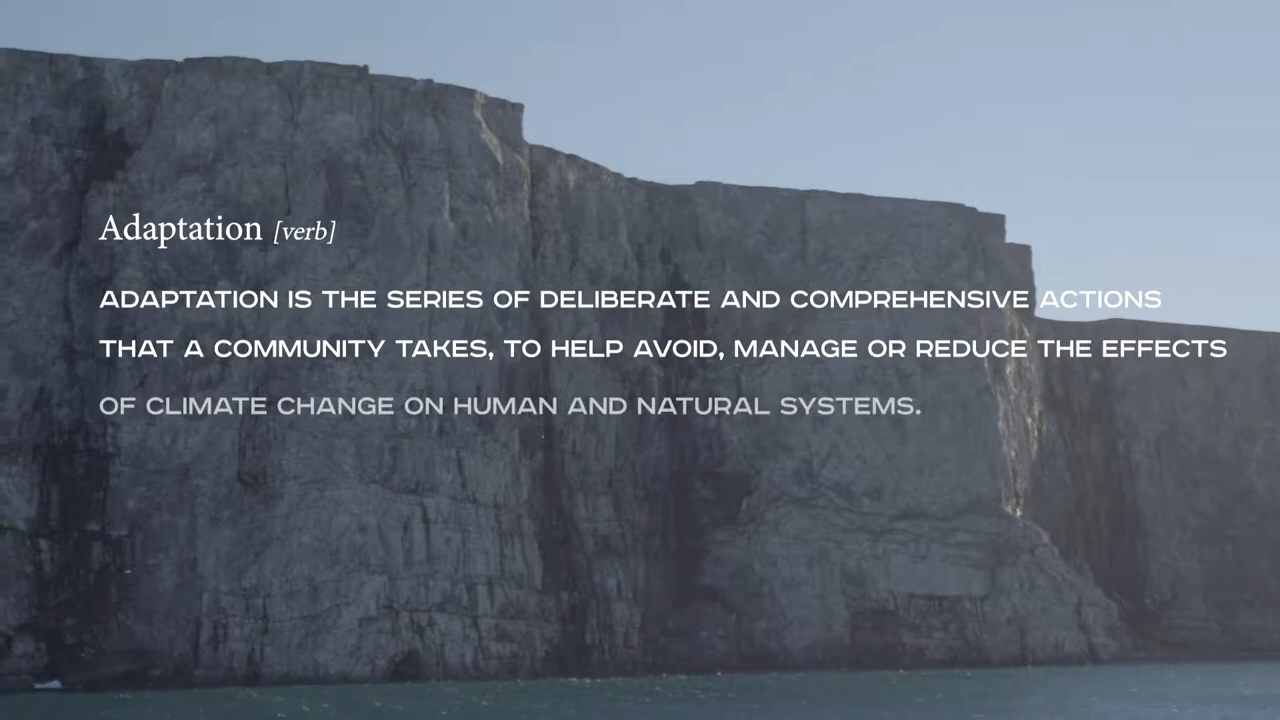 Adaptation [verb]
ADAPTATION IS THE SERIES OF DELIBERATE AND COMPREHENSIVE ACTIONS
THAT A COMMUNITY TAKES, TO HELP AVOID, MANAGE OR REDUCE THE EFFECTS
OF CLIMATE CHANGE ON HUMAN AND NATURAL SYSTEMS.